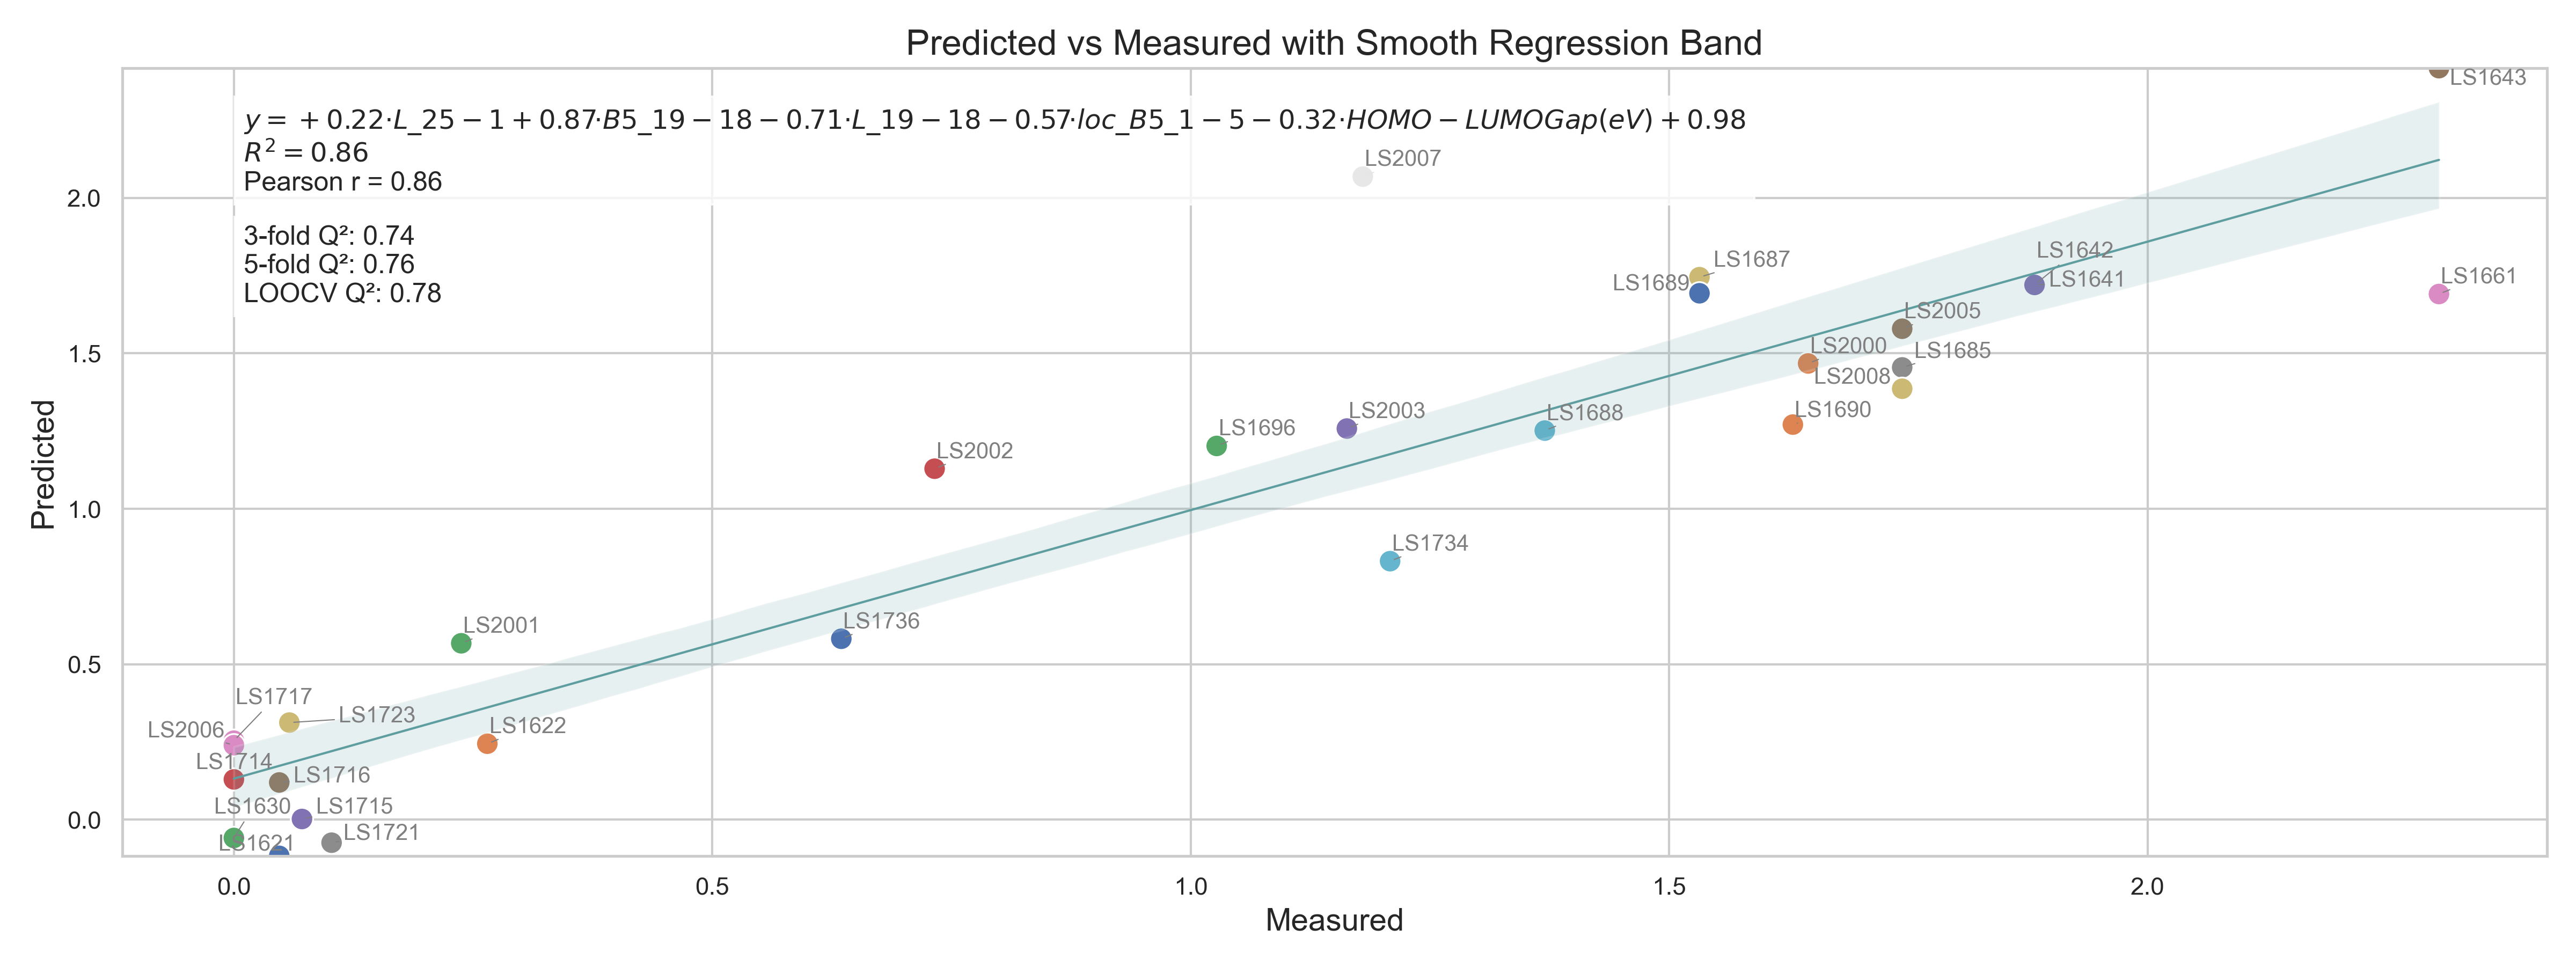 Predicted vs Measured with Smooth Regression Band
y = +0.22·L_25 − 1 + 0.87·B5_19 − 18 − 0.71·L_19 − 18 − 0.57·loc_B5_1 − 5 − 0.32·HOMO − LUMOGap(eV) + 0.98
R² = 0.86
Pearson r = 0.86
3-fold Q²: 0.74
5-fold Q²: 0.76
LOOCV Q²: 0.78
LS1643
LS2007
LS1642
LS1687
LS1641
LS1661
LS1689
LS2005
LS2000
LS1685
LS2008
LS2003
LS1688
LS1690
LS1696
LS2002
LS1734
LS2001
LS1736
LS1717
LS1723
LS2006
LS1622
LS1714
LS1716
LS1630
LS1715
LS1721
LS1621
2.0
1.5
1.0
0.5
0.0
Predicted
0.0 0.5 1.0 1.5 2.0
Measured